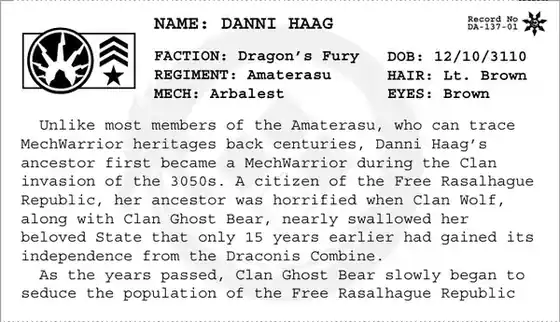 NAME: DANNI HAAG
Record No
DA-137-01
FACTION: Dragon's Fury
DOB: 12/10/3110
REGIMENT: Amaterasu
HAIR: Lt. Brown
MECH: Arbalest
EYES: Brown
Unlike most members of the Amaterasu, who can trace
MechWarrior heritages back centuries, Danni Haag's
ancestor first became a MechWarrior during the Clan
invasion of the 3050s. A citizen of the Free Rasalhague
Republic, her ancestor was horrified when Clan Wolf,
along with Clan Ghost Bear, nearly swallowed her
beloved State that only 15 years earlier had gained its
independence from the Draconis Combine.
As the years passed, Clan Ghost Bear slowly began to
seduce the population of the Free Rasalhague Republic